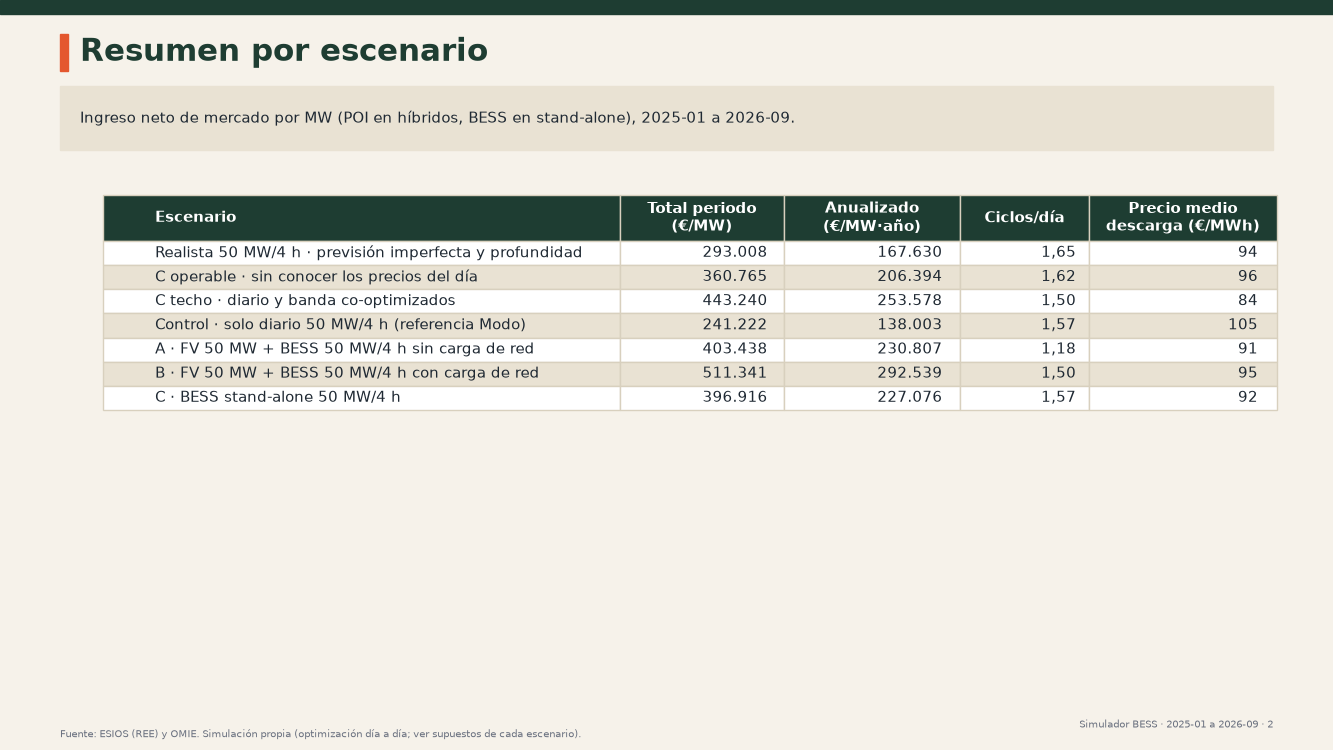 Resumen por escenario
Ingreso neto de mercado por MW (POI en híbridos, BESS en stand-alone), 2025-01 a 2026-09.
Escenario Total periodo (€/MW) Anualizado (€/MW·año) Ciclos/día Precio medio descarga (€/MWh)
Realista 50 MW/4 h · previsión imperfecta y profundidad 293.008 167.630 1,65 94
C operable · sin conocer los precios del día 360.765 206.394 1,62 96
C techo · diario y banda co-optimizados 443.240 253.578 1,50 84
Control · solo diario 50 MW/4 h (referencia Modo) 241.222 138.003 1,57 105
A · FV 50 MW + BESS 50 MW/4 h sin carga de red 403.438 230.807 1,18 91
B · FV 50 MW + BESS 50 MW/4 h con carga de red 511.341 292.539 1,50 95
C · BESS stand-alone 50 MW/4 h 396.916 227.076 1,57 92
Simulador BESS · 2025-01 a 2026-09 · 2
Fuente: ESIOS (REE) y OMIE. Simulación propia (optimización día a día; ver supuestos de cada escenario).